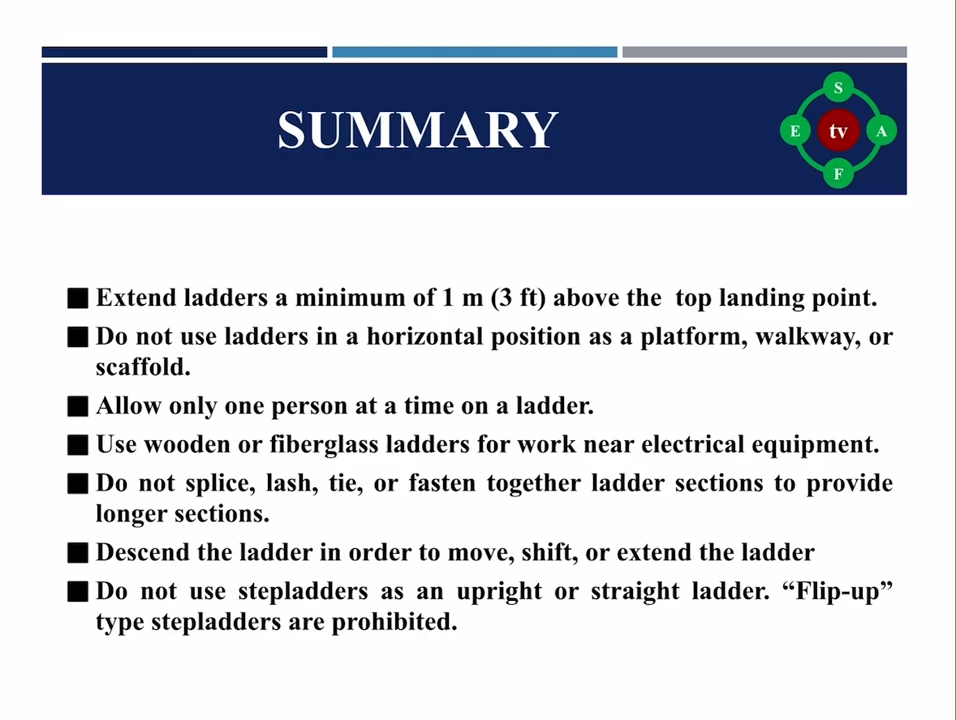 SUMMARY
S
E tv A
F
Extend ladders a minimum of 1 m (3 ft) above the top landing point.
Do not use ladders in a horizontal position as a platform, walkway, or
scaffold.
Allow only one person at a time on a ladder.
Use wooden or fiberglass ladders for work near electrical equipment.
Do not splice, lash, tie, or fasten together ladder sections to provide
longer sections.
Descend the ladder in order to move, shift, or extend the ladder
Do not use stepladders as an upright or straight ladder. “Flip-up”
type stepladders are prohibited.